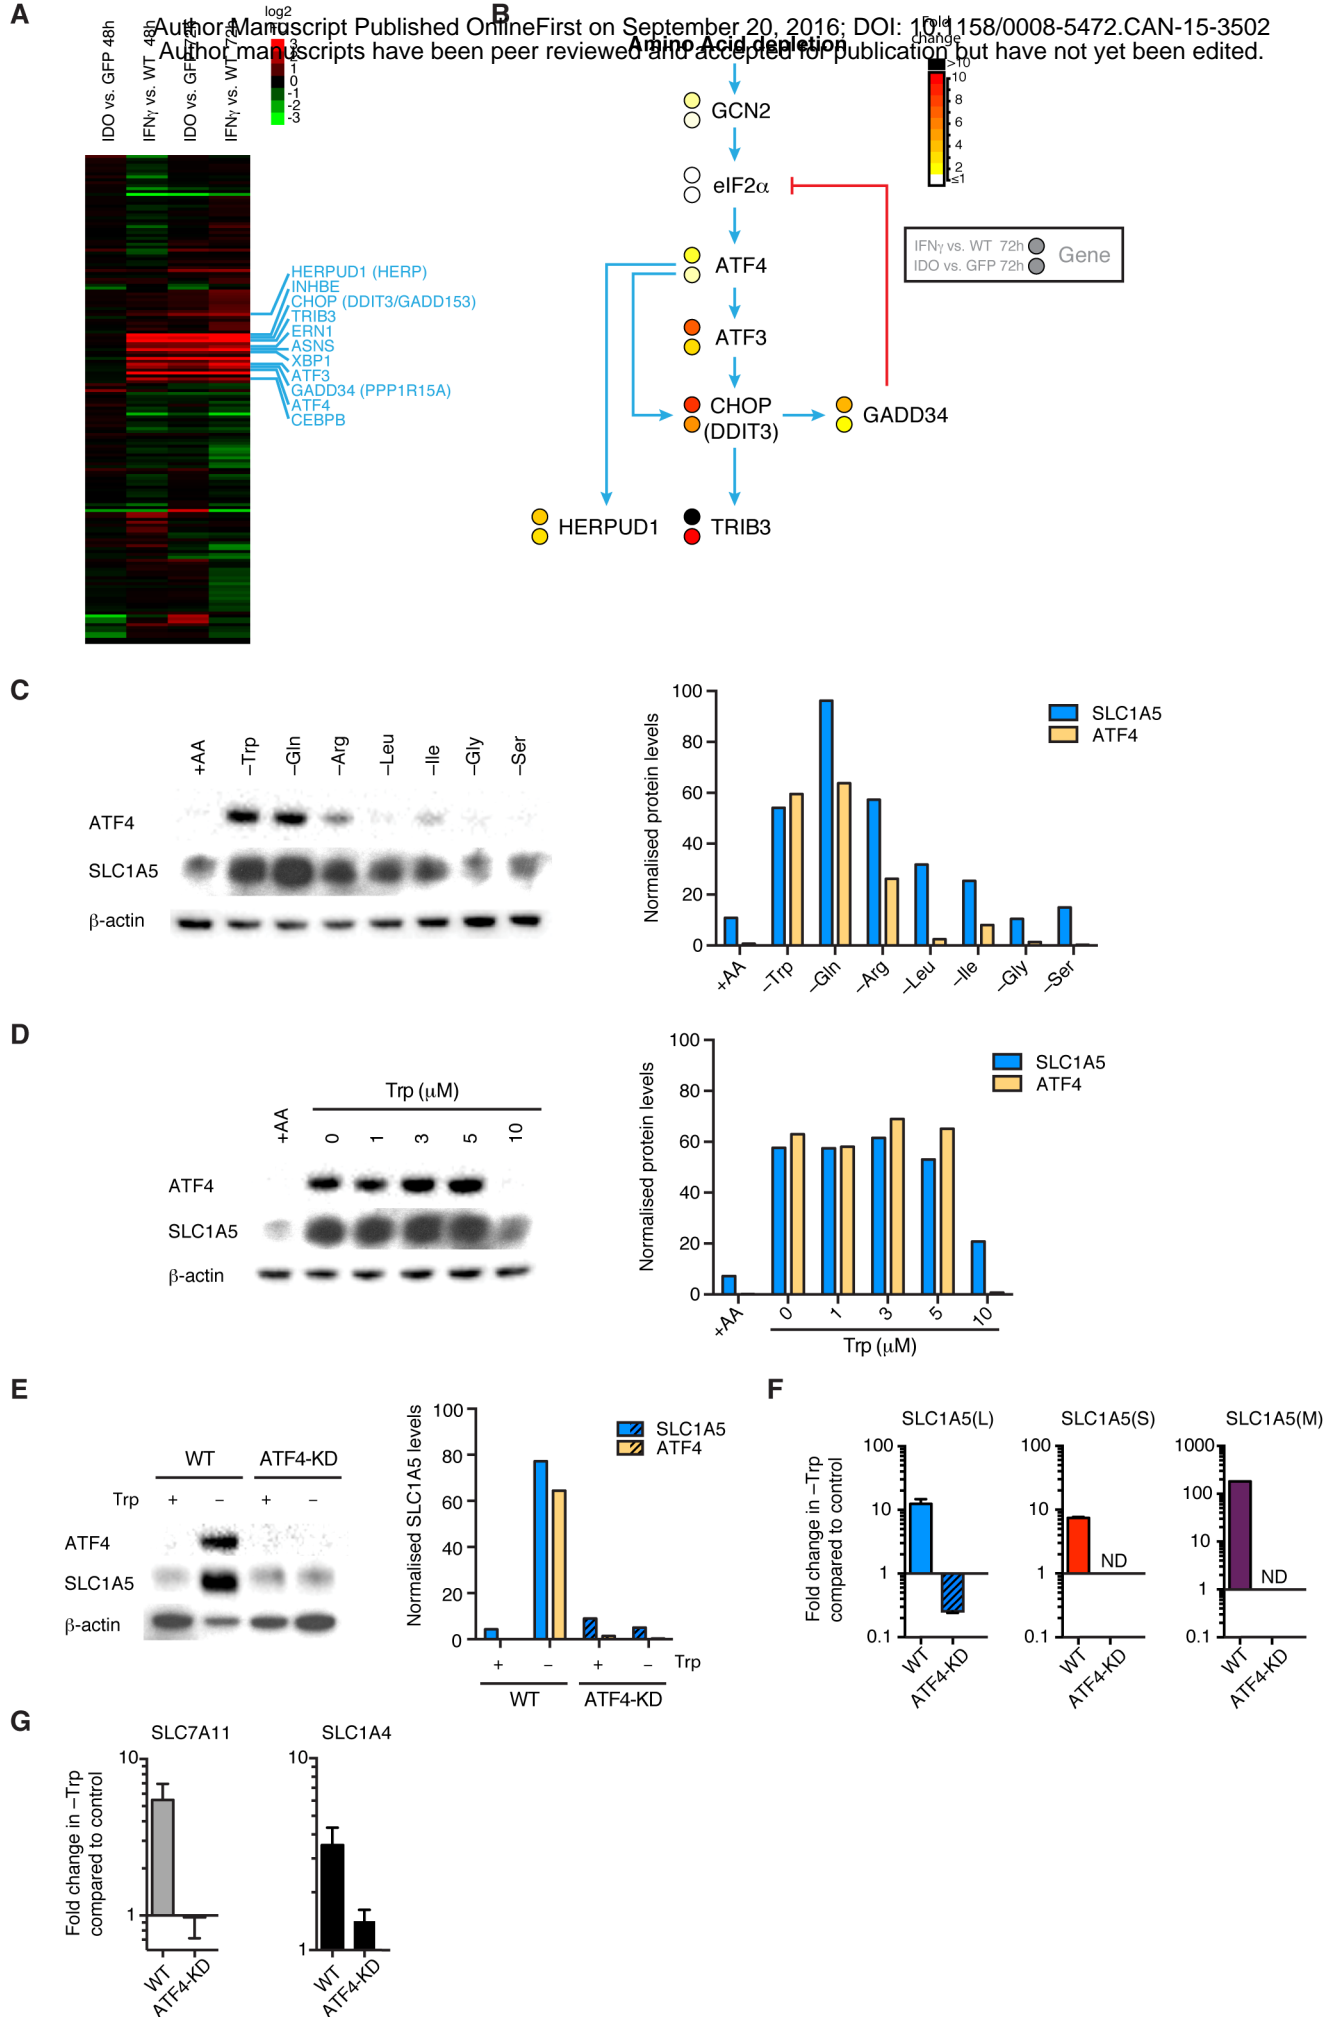 A
B
Author Manuscript Published OnlineFirst on September 20, 2016; DOI: 10.1158/0008-5472.CAN-15-3502
Author manuscripts have been peer reviewed and accepted for publication but have not yet been edited.
log2
3
1
0
-1
-2
-3
IDO vs. GFP 48h
IFNγ vs. WT 48h
IDO vs. GFP 72h
IFNγ vs. WT 72h
HERPUD1 (HERP)
INHBE
CHOP (DDIT3/GADD153)
TRIB3
ERN1
ASNS
XBP1
ATF3
GADD34 (PPP1R15A)
ATF4
CEBPB
Amino Acid depletion
GCN2
eIF2α
ATF4
ATF3
CHOP
(DDIT3)
GADD34
HERPUD1
TRIB3
Fold
change
>10
10
8
6
4
2
≤1
IFNγ vs. WT 72h
IDO vs. GFP 72h
Gene
C
+AA
–Trp
–Gln
–Arg
–Leu
–Ile
–Gly
–Ser
ATF4
SLC1A5
β-actin
Normalised protein levels
100
80
60
40
20
0
+AA
–Trp
–Gln
–Arg
–Leu
–Ile
–Gly
–Ser
SLC1A5
ATF4
D
Trp (μM)
+AA
0
1
3
5
10
ATF4
SLC1A5
β-actin
Normalised protein levels
100
80
60
40
20
0
+AA
0
1
3
5
10
Trp (μM)
SLC1A5
ATF4
E
WT
ATF4-KD
Trp
+ – + –
ATF4
SLC1A5
β-actin
Normalised SLC1A5 levels
100
80
60
40
20
0
+ – + – Trp
WT
ATF4-KD
SLC1A5
ATF4
F
Fold change in –Trp
compared to control
SLC1A5(L)
100
10
1
0.1
WT
ATF4-KD
SLC1A5(S)
100
10
1
0.1
ND
WT
ATF4-KD
SLC1A5(M)
1000
100
10
1
0.1
ND
WT
ATF4-KD
G
Fold change in –Trp
compared to control
SLC7A11
10
1
WT
ATF4-KD
SLC1A4
10
1
WT
ATF4-KD